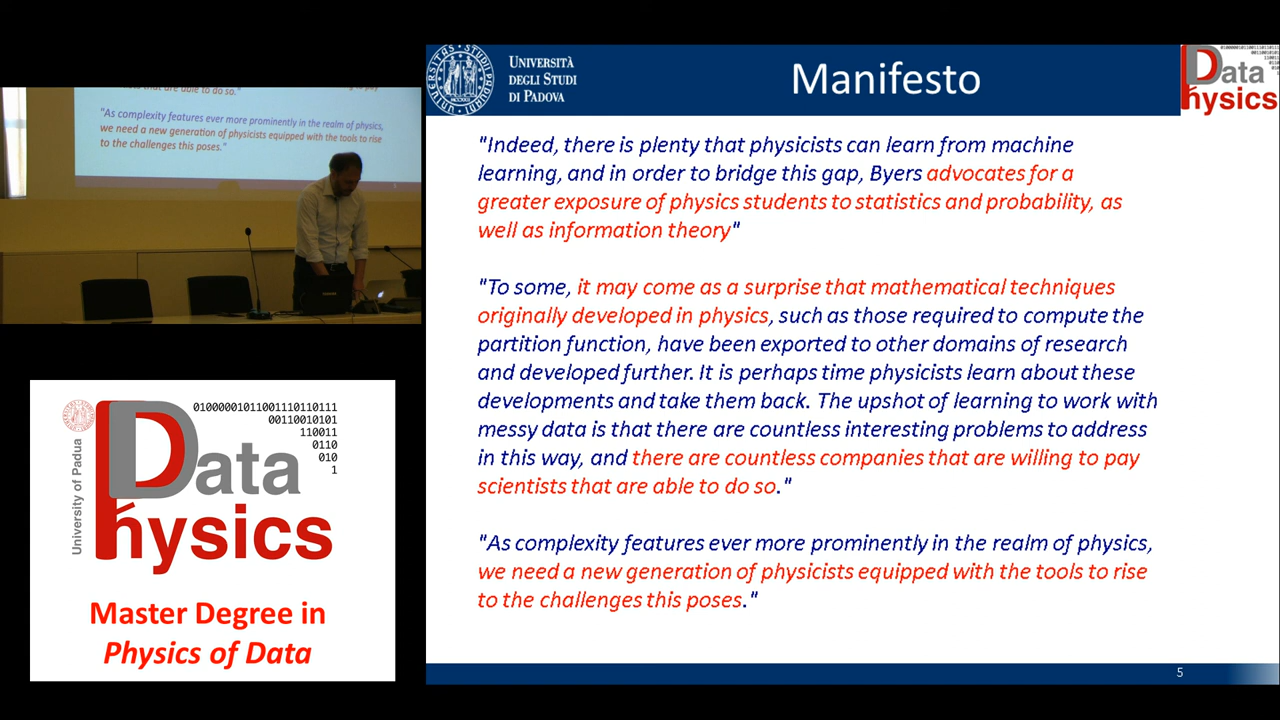 UNIVERSITÀ
DEGLI STUDI
DI PADOVA
Manifesto
Data
Physics
"Indeed, there is plenty that physicists can learn from machine
learning, and in order to bridge this gap, Byers advocates for a
greater exposure of physics students to statistics and probability, as
well as information theory"
"To some, it may come as a surprise that mathematical techniques
originally developed in physics, such as those required to compute the
partition function, have been exported to other domains of research
and developed further. It is perhaps time physicists learn about these
developments and take them back. The upshot of learning to work with
messy data is that there are countless interesting problems to address
in this way, and there are countless companies that are willing to pay
scientists that are able to do so."
"As complexity features ever more prominently in the realm of physics,
we need a new generation of physicists equipped with the tools to rise
to the challenges this poses."
5
that are able to do so."
"As complexity features ever more prominently in the realm of physics,
we need a new generation of physicists equipped with the tools to rise
to the challenges this poses."
University of Padua
Data
Physics
01000001011001110110111
00110010101
110011
0110
010
1
Master Degree in
Physics of Data